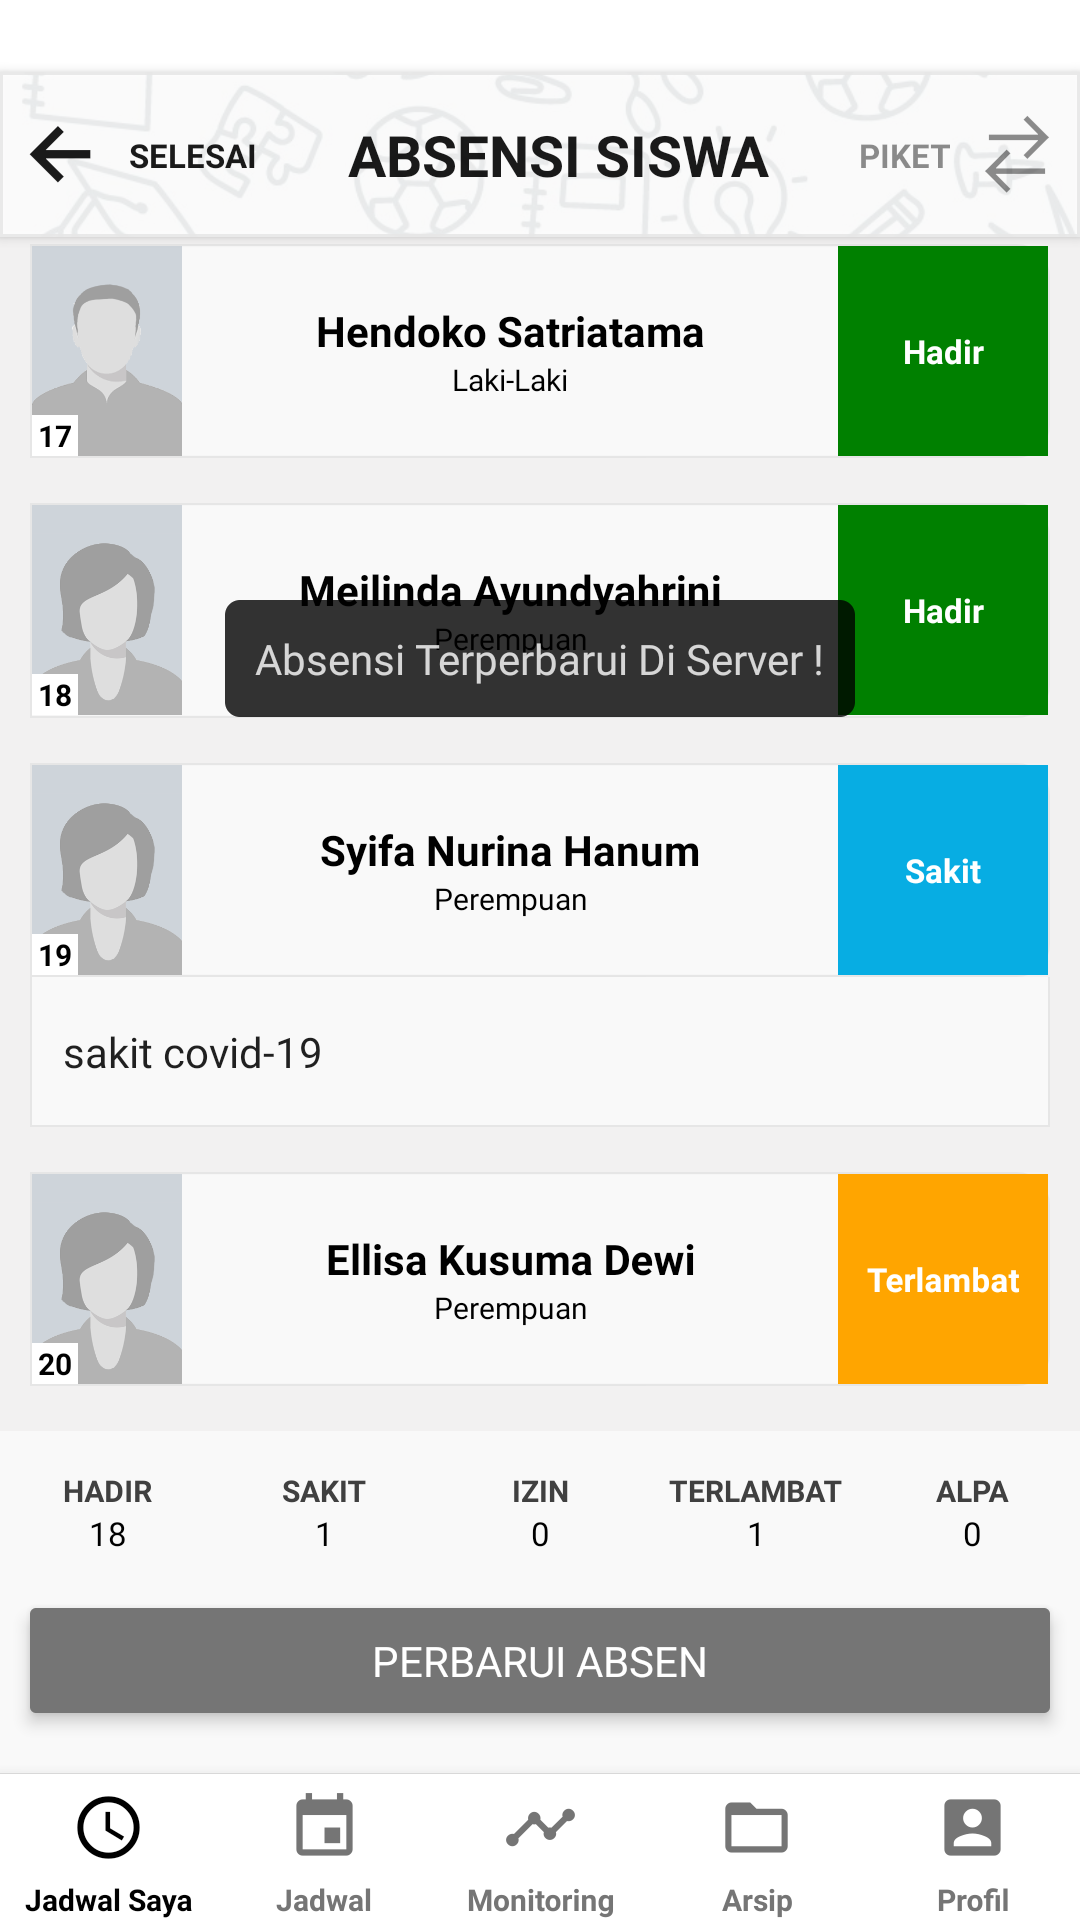 SELESAI
ABSENSI SISWA
PIKET
Hendoko Satriatama
Laki-Laki
Hadir
17
Meilinda Ayundyahrini
Perempuan
Hadir
18
Absensi Terperbarui Di Server !
Syifa Nurina Hanum
Perempuan
Sakit
19
sakit covid-19
Ellisa Kusuma Dewi
Perempuan
Terlambat
20
HADIR SAKIT IZIN TERLAMBAT ALPA
18 1 0 1 0
PERBARUI ABSEN
Jadwal Saya Jadwal Monitoring Arsip Profil